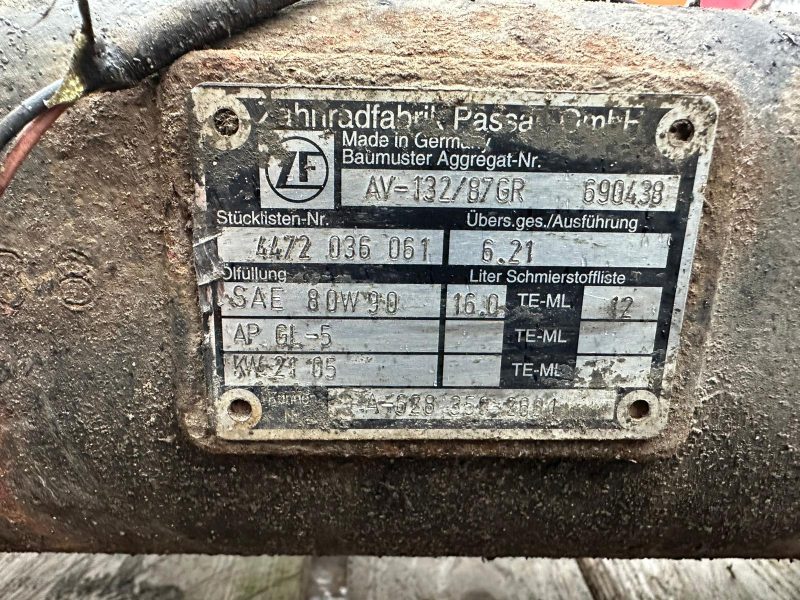 Zahnradfabrik Passau GmbH
ZF
Made in Germany
Baumuster Aggregat-Nr.
AV-132/87GR 690438
Stücklisten-Nr. Übers.ges./Ausführung
4472 036 061 6.21
Ölfüllung Liter Schmierstoffliste
SAE 80W90 16.0 TE-ML 12
AP GL-5 TE-ML
KW 21 05 TE-ML
Nr.